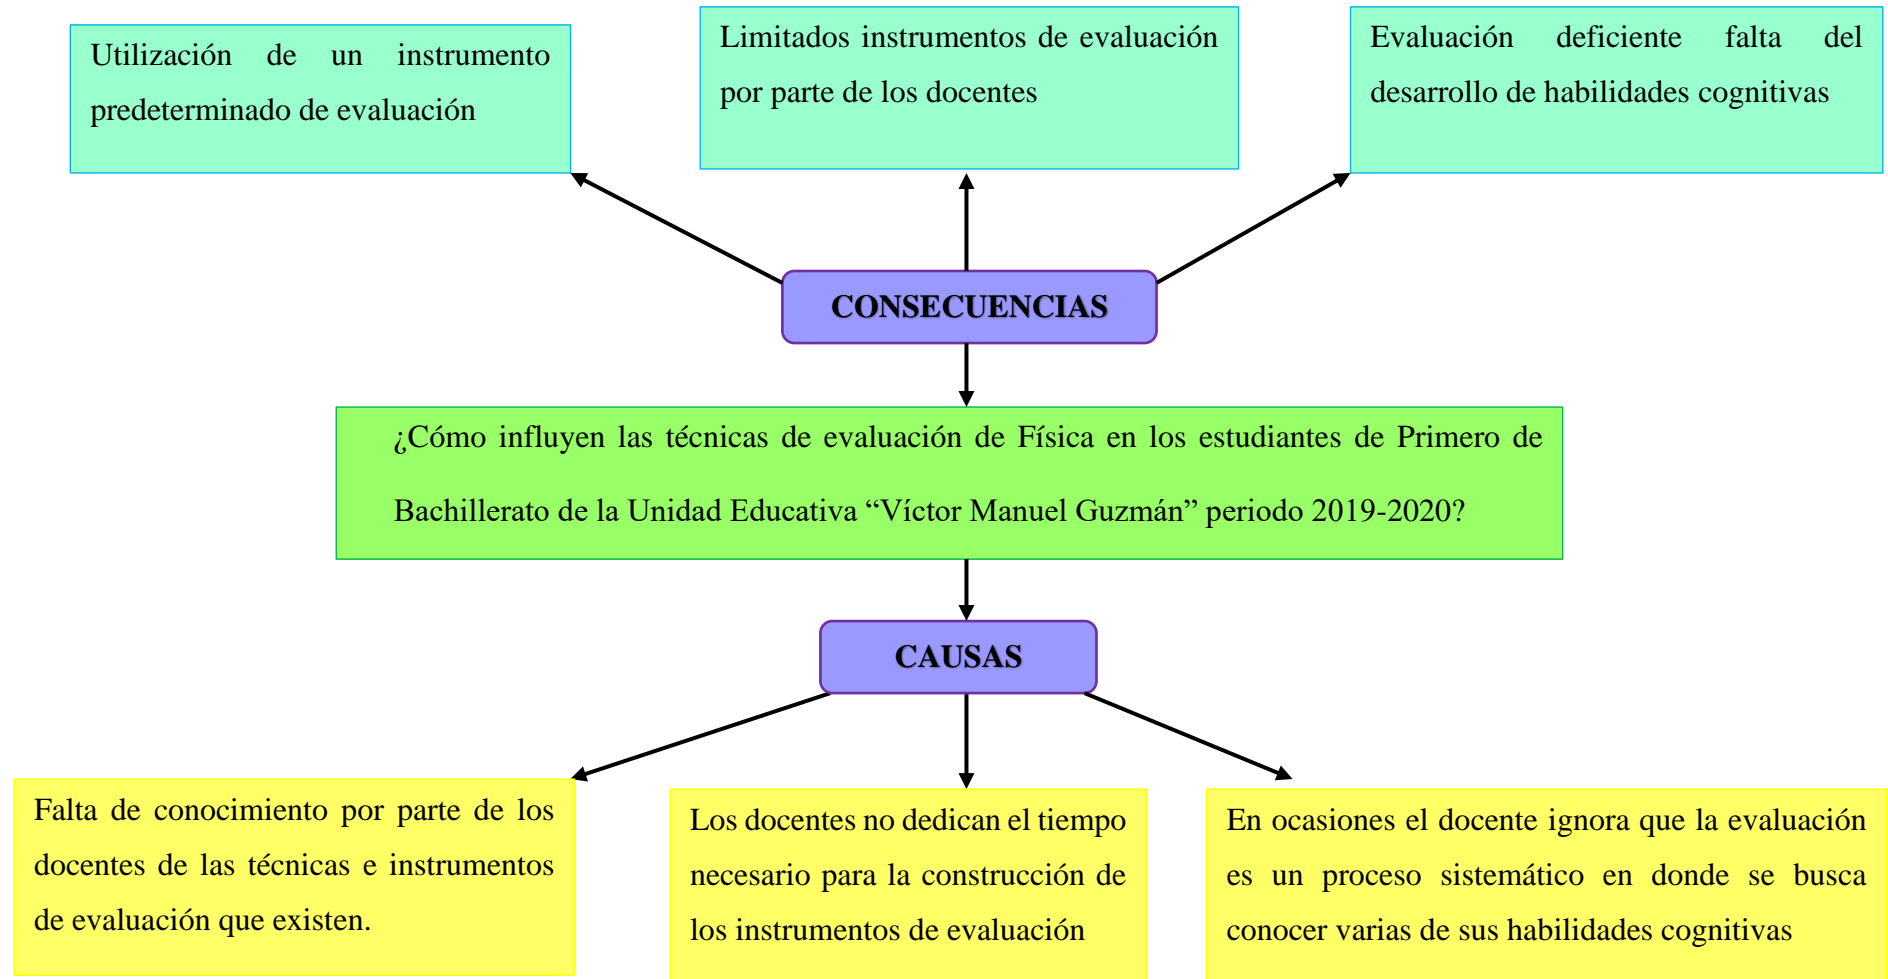 Utilización de un instrumento
predeterminado de evaluación
Limitados instrumentos de evaluación
por parte de los docentes
Evaluación deficiente falta del
desarrollo de habilidades cognitivas
CONSECUENCIAS
¿Cómo influyen las técnicas de evaluación de Física en los estudiantes de Primero de
Bachillerato de la Unidad Educativa “Víctor Manuel Guzmán” periodo 2019-2020?
CAUSAS
Falta de conocimiento por parte de los
docentes de las técnicas e instrumentos
de evaluación que existen.
Los docentes no dedican el tiempo
necesario para la construcción de
los instrumentos de evaluación
En ocasiones el docente ignora que la evaluación
es un proceso sistemático en donde se busca
conocer varias de sus habilidades cognitivas